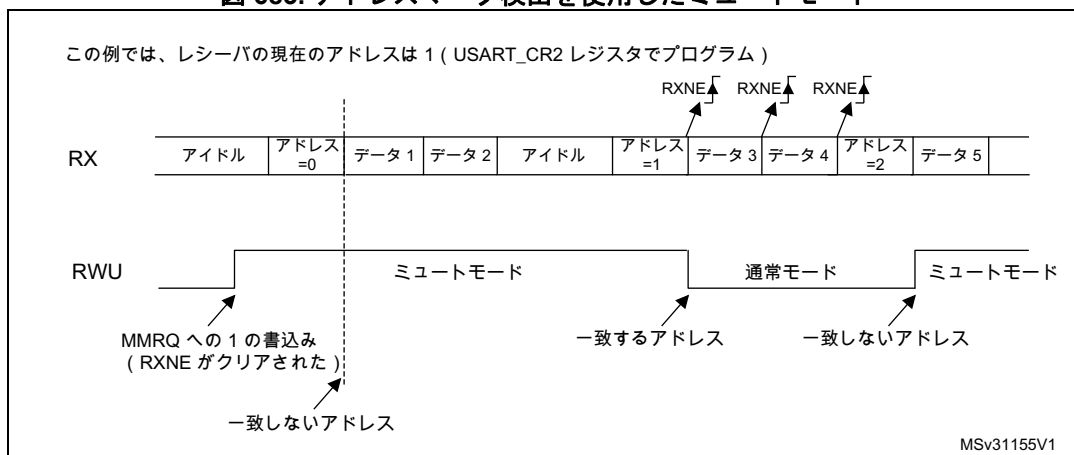 この例では、レシーバの現在のアドレスは 1 ( USART_CR2 レジスタでプログラム )
RXNE RXNE RXNE
RX
アイドル
アドレス
=0
データ 1
データ 2
アイドル
アドレス
=1
データ 3
データ 4
アドレス
=2
データ 5
RWU
ミュートモード
通常モード
ミュートモード
MMRQ への 1 の書込み
( RXNE がクリアされた )
一致するアドレス
一致しないアドレス
一致しないアドレス
MSv31155V1